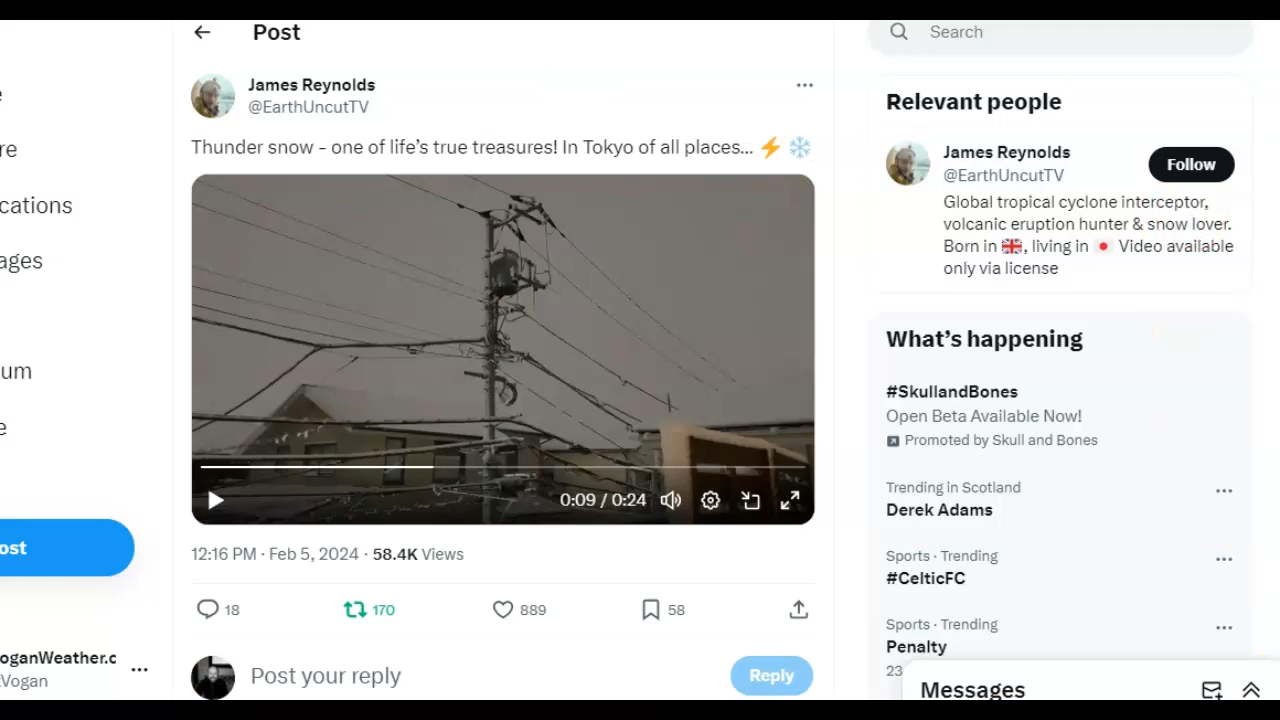 Post
Search
e
re
cations
ages
um
e
ost
oganWeather.c
Vogan
James Reynolds
@EarthUncutTV
Thunder snow - one of life's true treasures! In Tokyo of all places... ⚡ ❄️
0:09 / 0:24
12:16 PM · Feb 5, 2024 · 58.4K Views
18 170 889 58
Post your reply
Reply
Relevant people
James Reynolds
@EarthUncutTV
Follow
Global tropical cyclone interceptor,
volcanic eruption hunter & snow lover.
Born in 🇬🇧, living in 🇯🇵 Video available
only via license
What's happening
#SkullandBones
Open Beta Available Now!
Promoted by Skull and Bones
Trending in Scotland
Derek Adams
Sports · Trending
#CelticFC
Sports · Trending
Penalty
23
Messages